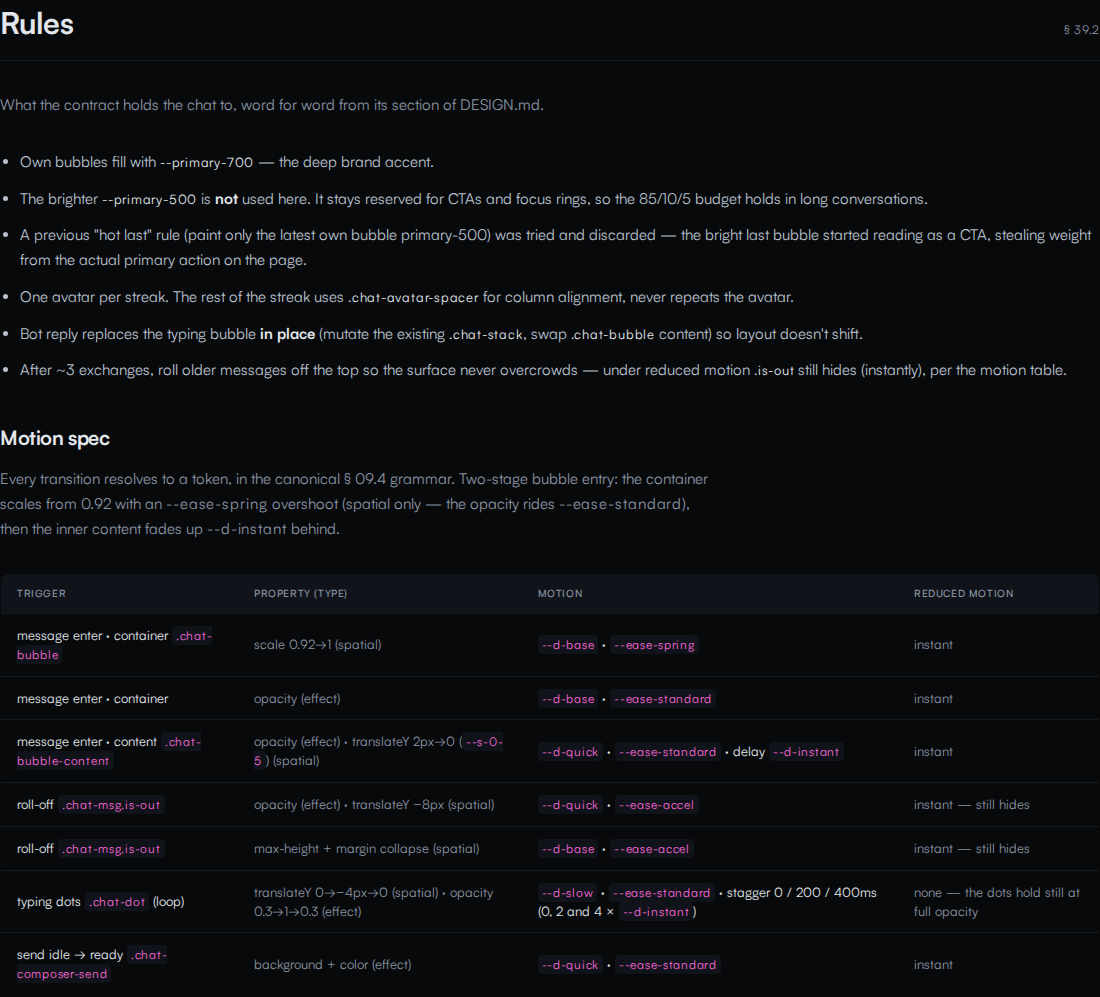 Rules
§ 39.2
What the contract holds the chat to, word for word from its section of DESIGN.md.
• Own bubbles fill with --primary-700 — the deep brand accent.
• The brighter --primary-500 is not used here. It stays reserved for CTAs and focus rings, so the 85/10/5 budget holds in long conversations.
• A previous "hot last" rule (paint only the latest own bubble primary-500) was tried and discarded — the bright last bubble started reading as a CTA, stealing weight
from the actual primary action on the page.
• One avatar per streak. The rest of the streak uses .chat-avatar-spacer for column alignment, never repeats the avatar.
• Bot reply replaces the typing bubble in place (mutate the existing .chat-stack, swap .chat-bubble content) so layout doesn't shift.
• After ~3 exchanges, roll older messages off the top so the surface never overcrowds — under reduced motion .is-out still hides (instantly), per the motion table.
Motion spec
Every transition resolves to a token, in the canonical § 09.4 grammar. Two-stage bubble entry: the container
scales from 0.92 with an --ease-spring overshoot (spatial only — the opacity rides --ease-standard),
then the inner content fades up --d-instant behind.
TRIGGER PROPERTY (TYPE) MOTION REDUCED MOTION
message enter · container .chat-
bubble
scale 0.92→1 (spatial)
--d-base · --ease-spring
instant
message enter · container
opacity (effect)
--d-base · --ease-standard
instant
message enter · content .chat-
bubble-content
opacity (effect) · translateY 2px→0 ( --s-0-
5 ) (spatial)
--d-quick · --ease-standard · delay --d-instant
instant
roll-off .chat-msg.is-out
opacity (effect) · translateY −8px (spatial)
--d-quick · --ease-accel
instant — still hides
roll-off .chat-msg.is-out
max-height + margin collapse (spatial)
--d-base · --ease-accel
instant — still hides
typing dots .chat-dot (loop)
translateY 0→−4px→0 (spatial) · opacity
0.3→1→0.3 (effect)
--d-slow · --ease-standard · stagger 0 / 200 / 400ms
(0, 2 and 4 × --d-instant )
none — the dots hold still at
full opacity
send idle → ready .chat-
composer-send
background + color (effect)
--d-quick · --ease-standard
instant